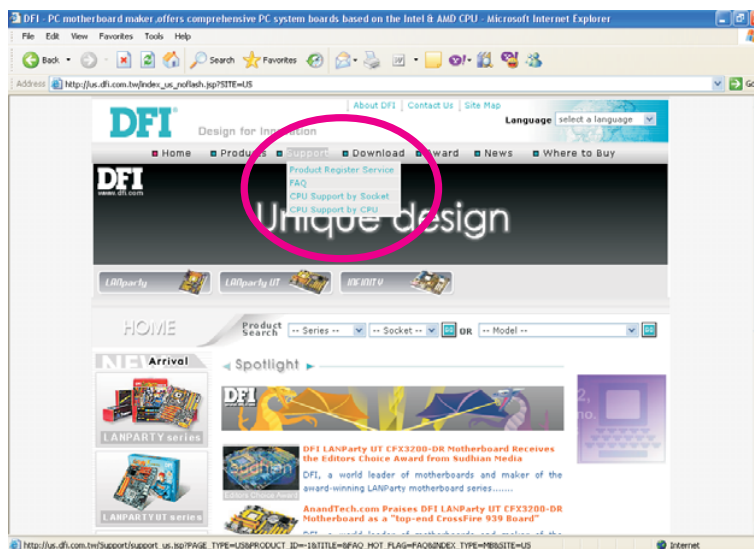 DFI - PC motherboard maker ,offers comprehensive PC system boards based on the Intel & AMD CPU - Microsoft Internet Explorer
File Edit View Favorites Tools Help
Back Search Favorites
Address http://us.dfi.com.tw/index_us_noflash.jsp?SITE=US Go
About DFI | Contact Us | Site Map
DFI Design for Innovation
Language select a language
Home Products Support Download Award News Where to Buy
Product Register Service
FAQ
CPU Support by Socket
CPU Support by CPU
DFI
www.dfi.com
Unique design
LANparty LANparty UT INFINITY
HOME
Product Search -- Series -- -- Socket -- GO OR -- Model -- GO
NEW Arrival
Spotlight
DFI
LANPARTY series
DFI LANParty UT CFX3200-DR Motherboard Receives
the Editors Choice Award from Sudhian Media
DFI, a world leader of motherboards and maker of the
award-winning LANParty motherboard series.......
Sudhian
Editors Choice Award
AnandTech.com Praises DFI LANParty UT CFX3200-DR
Motherboard as a "top-end CrossFire 939 Board"
LANPARTY UT series
2,
no.
http://us.dfi.com.tw/Support/support_us.jsp?PAGE_TYPE=US&PRODUCT_ID=-1&TITLE=&FAQ_HOT_FLAG=FAQ&INDEX_TYPE=MB&SITE=US Internet